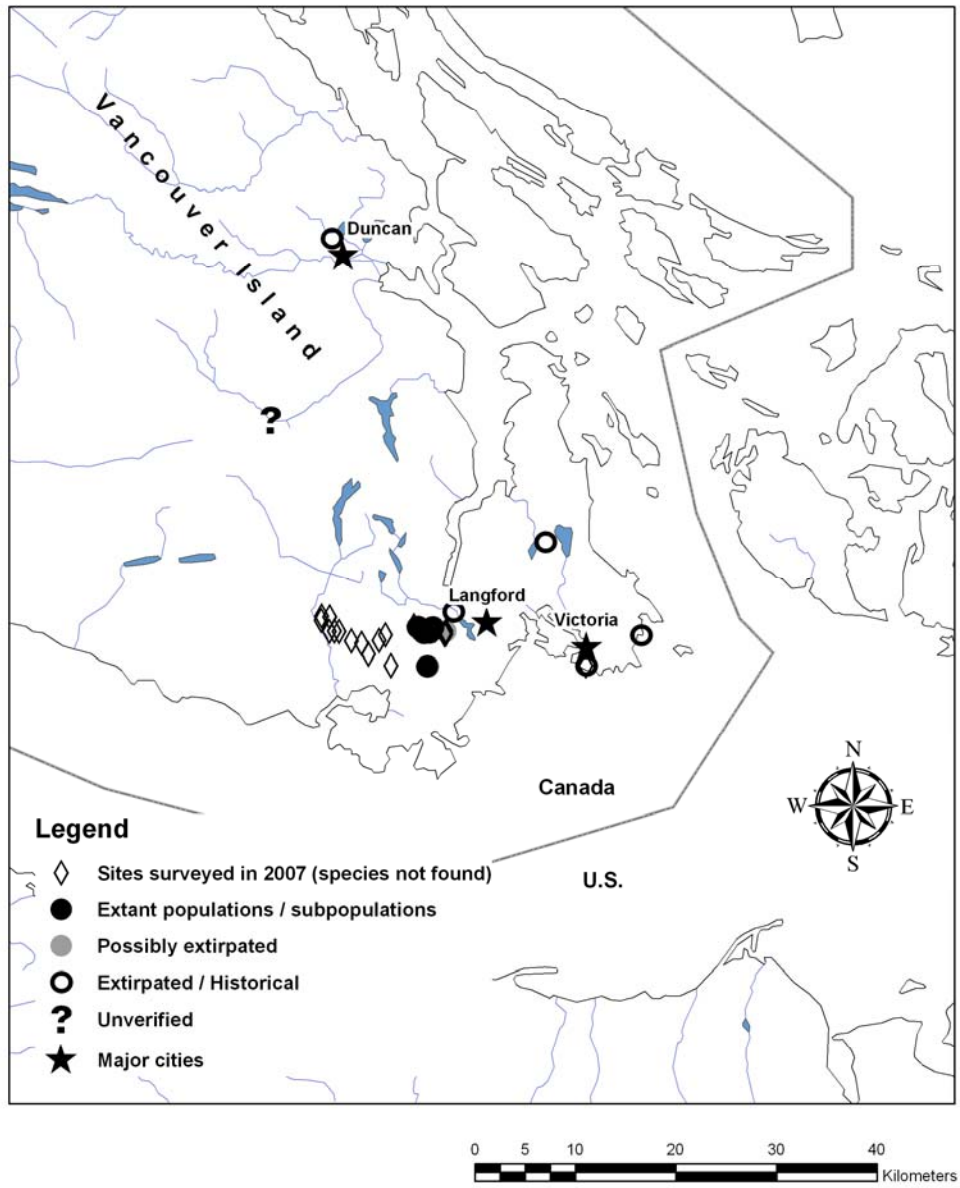 Vancouver Island
Duncan
?
Langford
Victoria
Canada
U.S.
N
W E
S
Legend
Sites surveyed in 2007 (species not found)
Extant populations / subpopulations
Possibly extirpated
Extirpated / Historical
? Unverified
Major cities
0 5 10 20 30 40
Kilometers